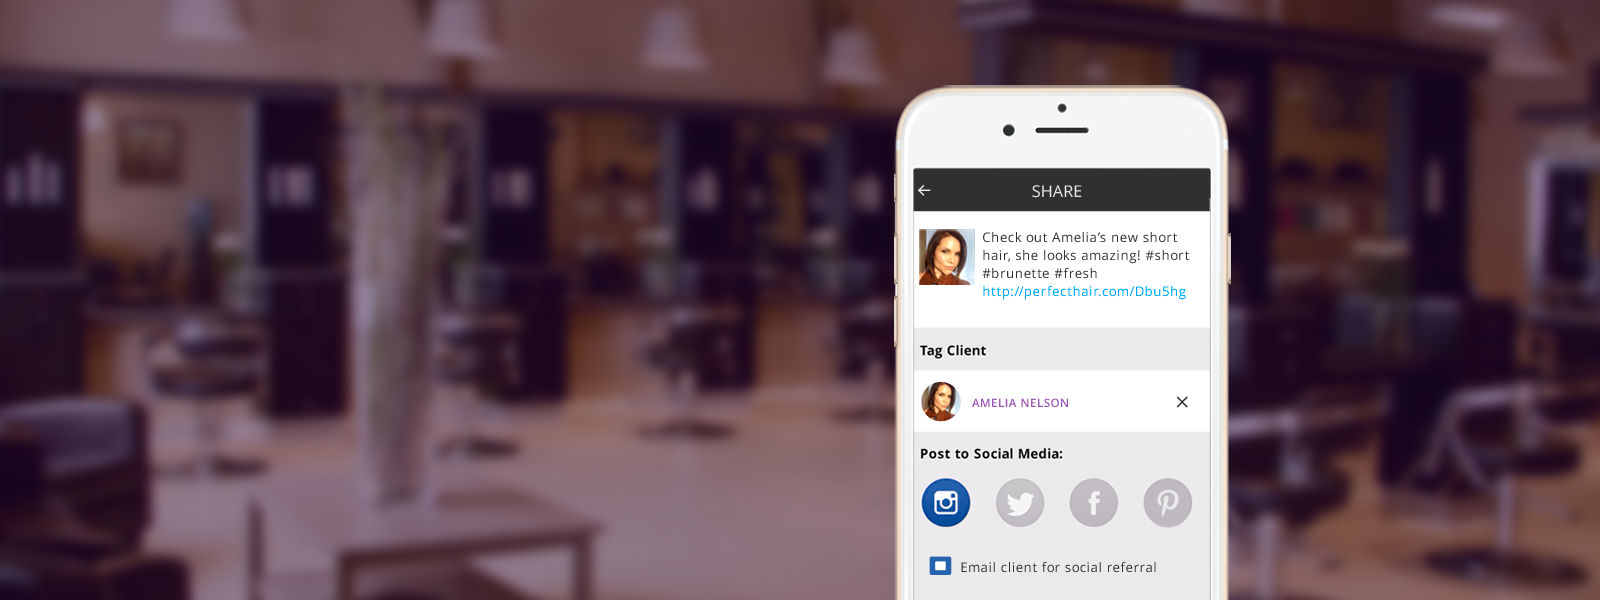 SHARE
Check out Amelia's new short
hair, she looks amazing! #short
#brunette #fresh
http://perfecthair.com/Dbu5hg
Tag Client
AMELIA NELSON
Post to Social Media:
Email client for social referral